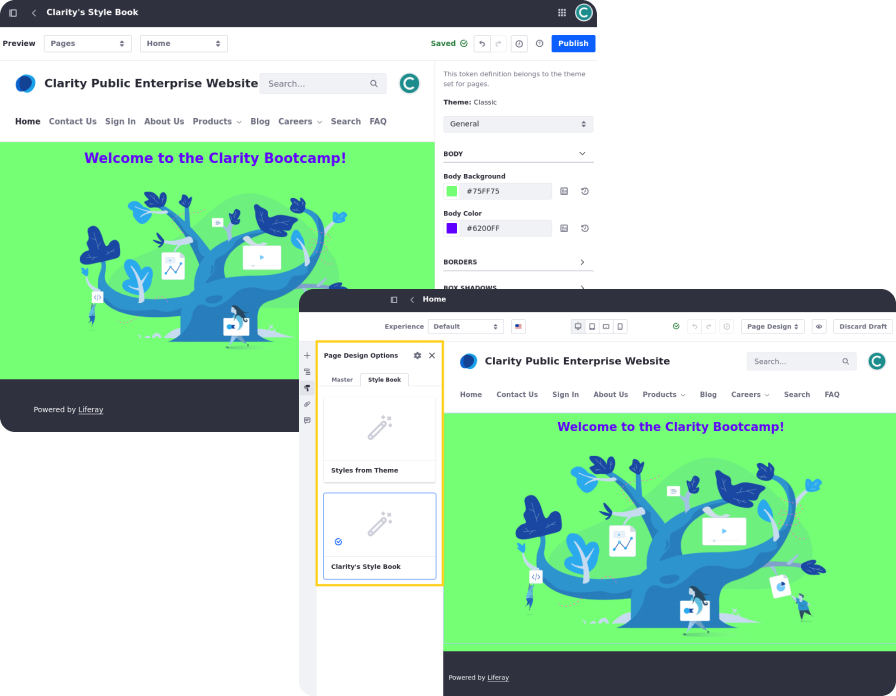 Clarity's Style Book
Preview Pages Home Saved Publish
Clarity Public Enterprise Website Search... C
Home Contact Us Sign In About Us Products Blog Careers Search FAQ
Welcome to the Clarity Bootcamp!
</>
Powered by Liferay
This token definition belongs to the theme
set for pages.
Theme: Classic
General
BODY
Body Background
#75FF75
Body Color
#6200FF
BORDERS
BOX SHADOWS
Home
Experience Default Page Design Discard Draft
Page Design Options
Master Style Book
Styles from Theme
Clarity's Style Book
Clarity Public Enterprise Website Search... C
Home Contact Us Sign In About Us Products Blog Careers Search FAQ
Welcome to the Clarity Bootcamp!
</>
Powered by Liferay